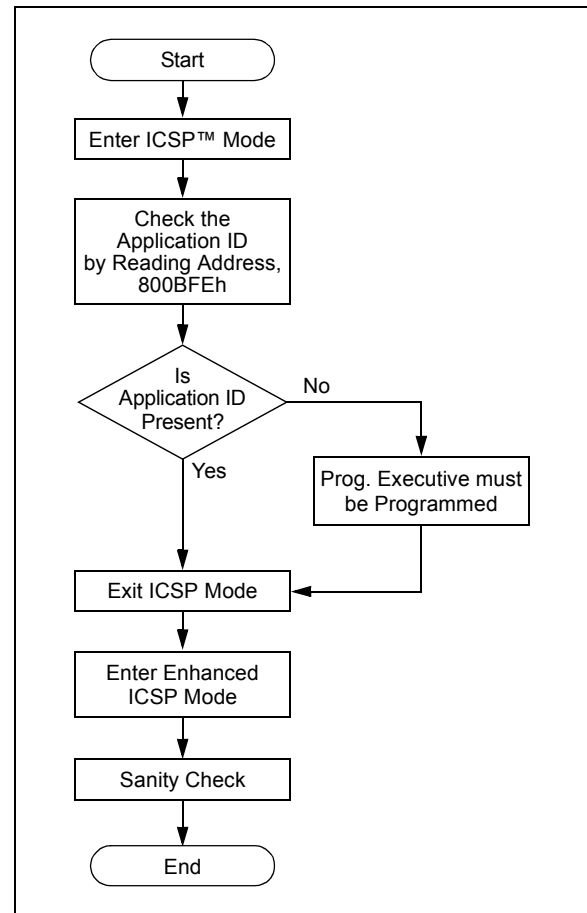 Start
Enter ICSP™ Mode
Check the
Application ID
by Reading Address,
800BFEh
Is
Application ID
Present?
No
Yes
Prog. Executive must
be Programmed
Exit ICSP Mode
Enter Enhanced
ICSP Mode
Sanity Check
End